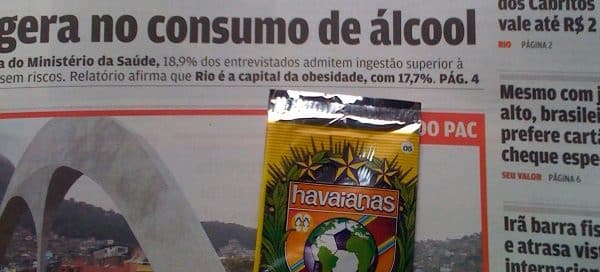 gera no consumo de álcool
a do Ministério da Saúde, 18,9% dos entrevistados admitem ingestão superior à
sem riscos. Relatório afirma que Rio é a capital da obesidade, com 17,7%. PÁG. 4
DO PAC
05
havaianas
dos Cabritos
vale até R$ 2
RIO PÁGINA 2
Mesmo com j
alto, brasilei
prefere cartã
cheque espe
SEU VALOR PÁGINA 6
Irã barra fis
e atrasa vist
internacion